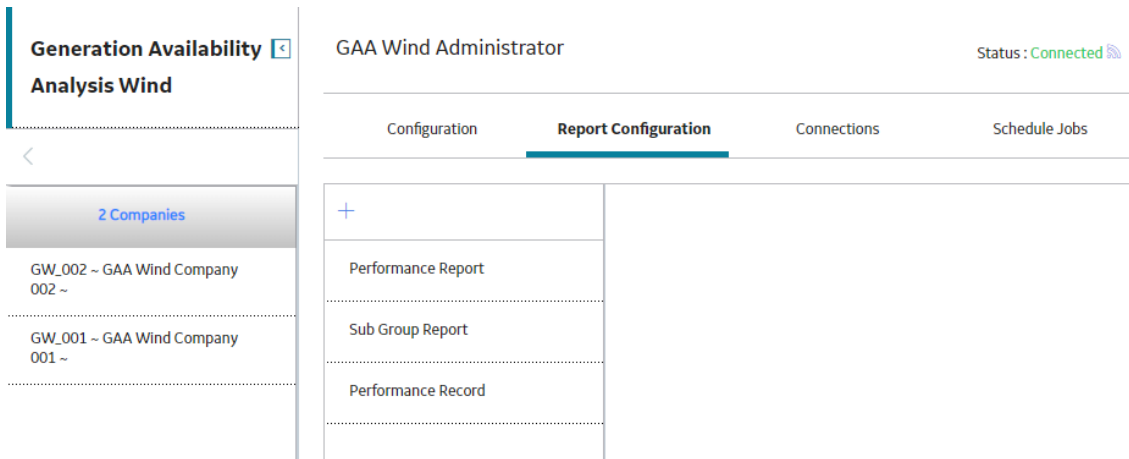 Generation Availability
Analysis Wind
2 Companies
GW_002 ~ GAA Wind Company
002 ~
GW_001 ~ GAA Wind Company
001 ~
GAA Wind Administrator
Status : Connected
Configuration Report Configuration Connections Schedule Jobs
+
Performance Report
Sub Group Report
Performance Record